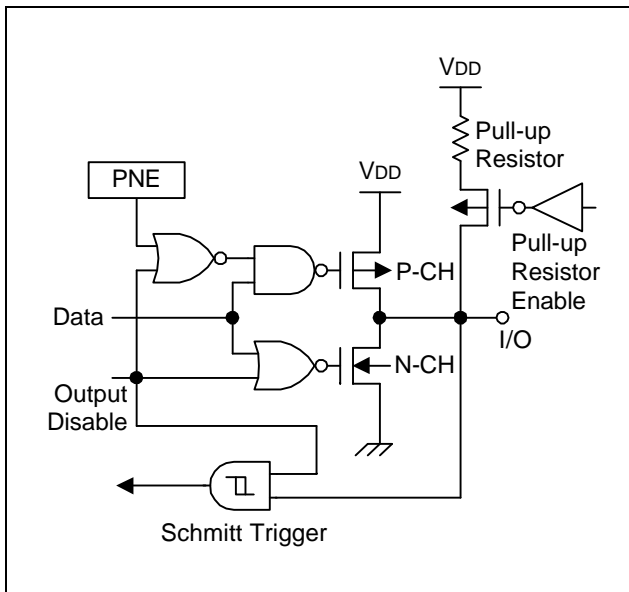 VDD
Pull-up
Resistor
VDD
PNE
P-CH
Pull-up
Resistor
Enable
Data
I/O
N-CH
Output
Disable
Schmitt Trigger